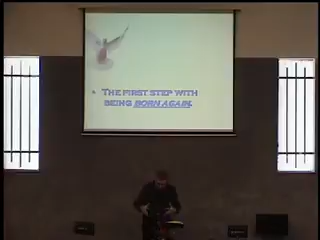 • THE FIRST STEP WITH
BEING BORN AGAIN.